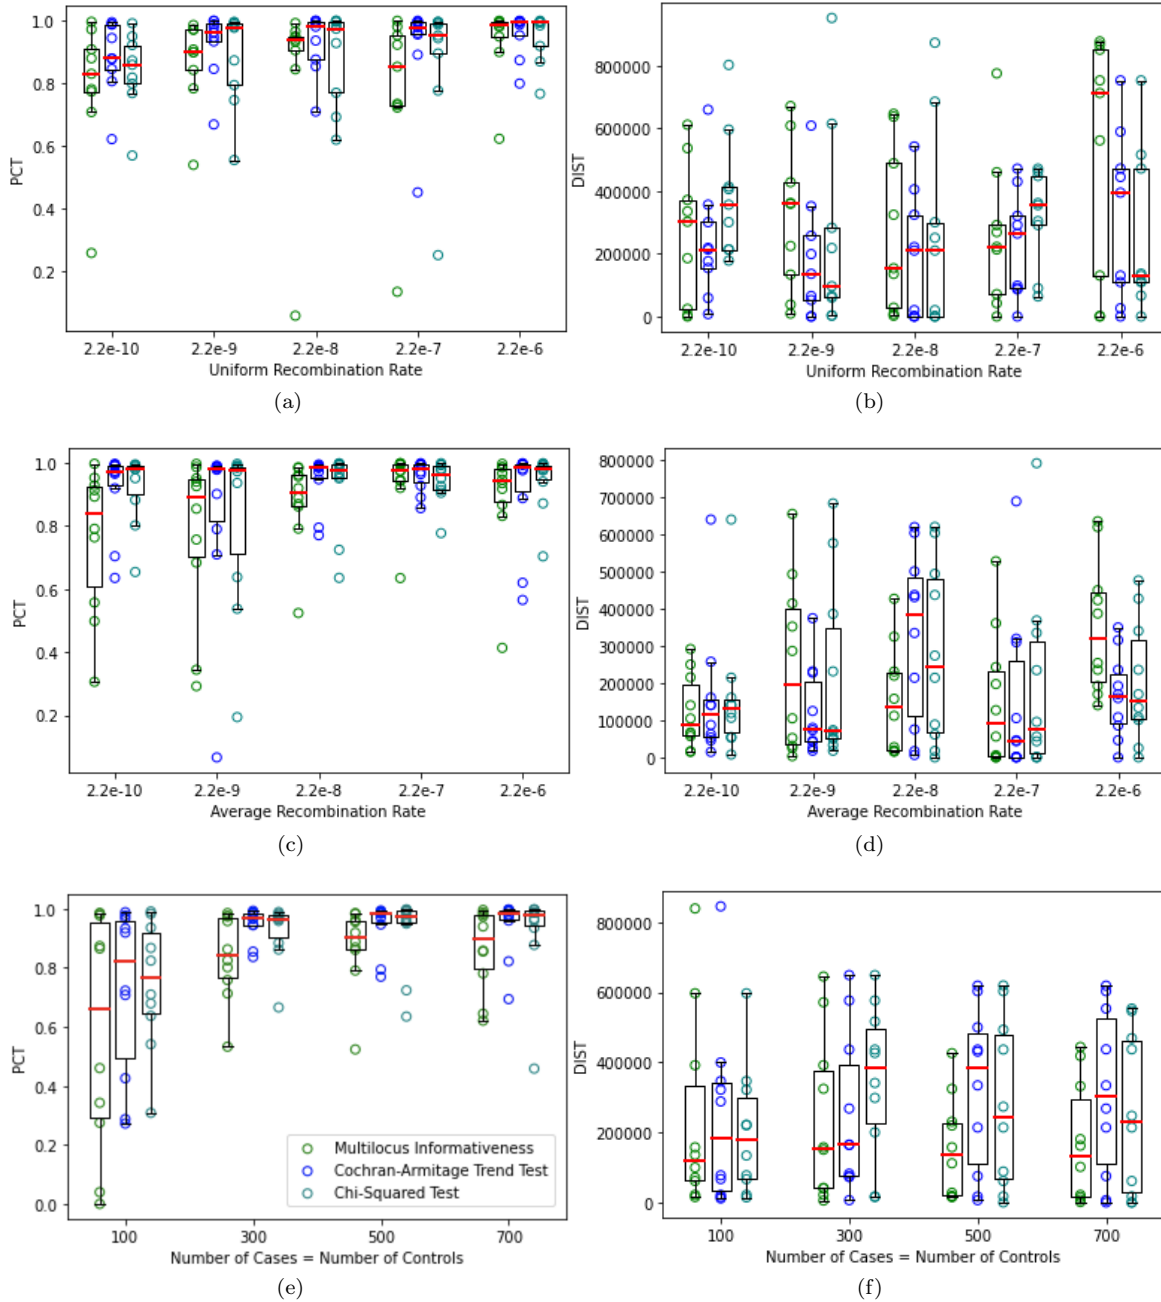 1.0
0.8
0.6
0.4
0.2
PCT
2.2e-10 2.2e-9 2.2e-8 2.2e-7 2.2e-6
Uniform Recombination Rate
(a)
800000
600000
400000
200000
0
DIST
2.2e-10 2.2e-9 2.2e-8 2.2e-7 2.2e-6
Uniform Recombination Rate
(b)
1.0
0.8
0.6
0.4
0.2
PCT
2.2e-10 2.2e-9 2.2e-8 2.2e-7 2.2e-6
Average Recombination Rate
(c)
800000
700000
600000
500000
400000
300000
200000
100000
0
DIST
2.2e-10 2.2e-9 2.2e-8 2.2e-7 2.2e-6
Average Recombination Rate
(d)
1.0
0.8
0.6
0.4
0.2
0.0
PCT
Multilocus Informativeness
Cochran-Armitage Trend Test
Chi-Squared Test
100 300 500 700
Number of Cases = Number of Controls
(e)
800000
600000
400000
200000
0
DIST
100 300 500 700
Number of Cases = Number of Controls
(f)